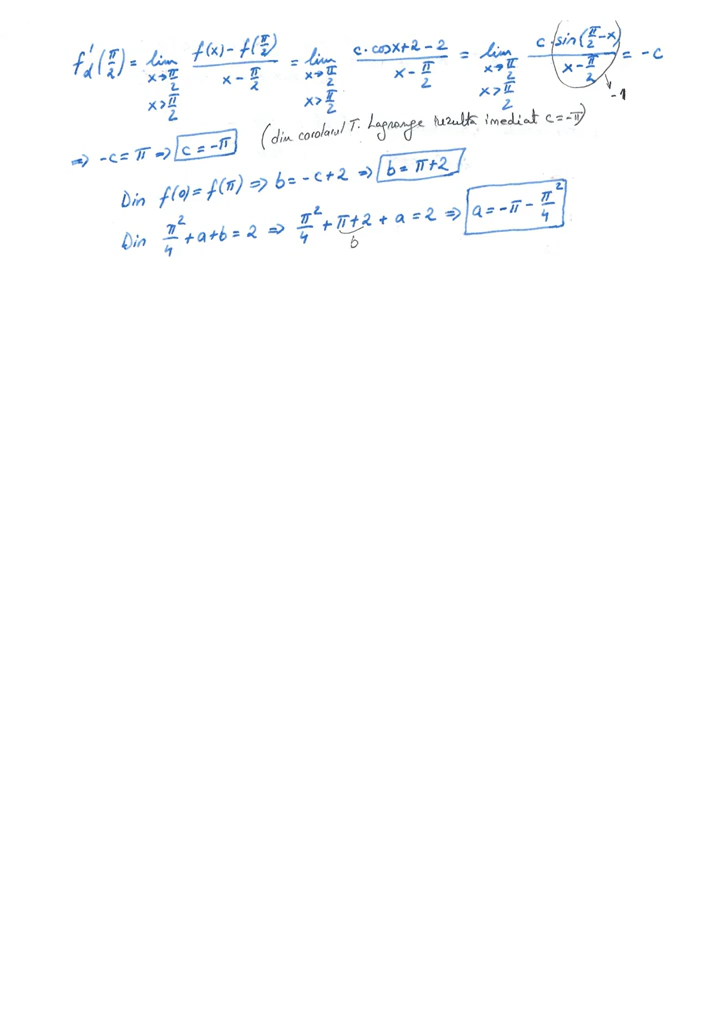 f'_d(π/2) = lim_{x→π/2, x>π/2} (f(x) - f(π/2))/(x - π/2) = lim_{x→π/2, x>π/2} (c·cosx+2-2)/(x - π/2) = lim_{x→π/2, x>π/2} (c·sin(π/2-x))/(x-π/2) = -c
-1
⇒ -c = π ⇒ c = -π (din corolarul T. Lagrange rezulta imediat c=-π)
Din f(0) = f(π) ⇒ b = -c+2 ⇒ b = π+2
Din π²/4 + a + b = 2 ⇒ π²/4 + π+2 + a = 2 ⇒ a = -π - π²/4
b